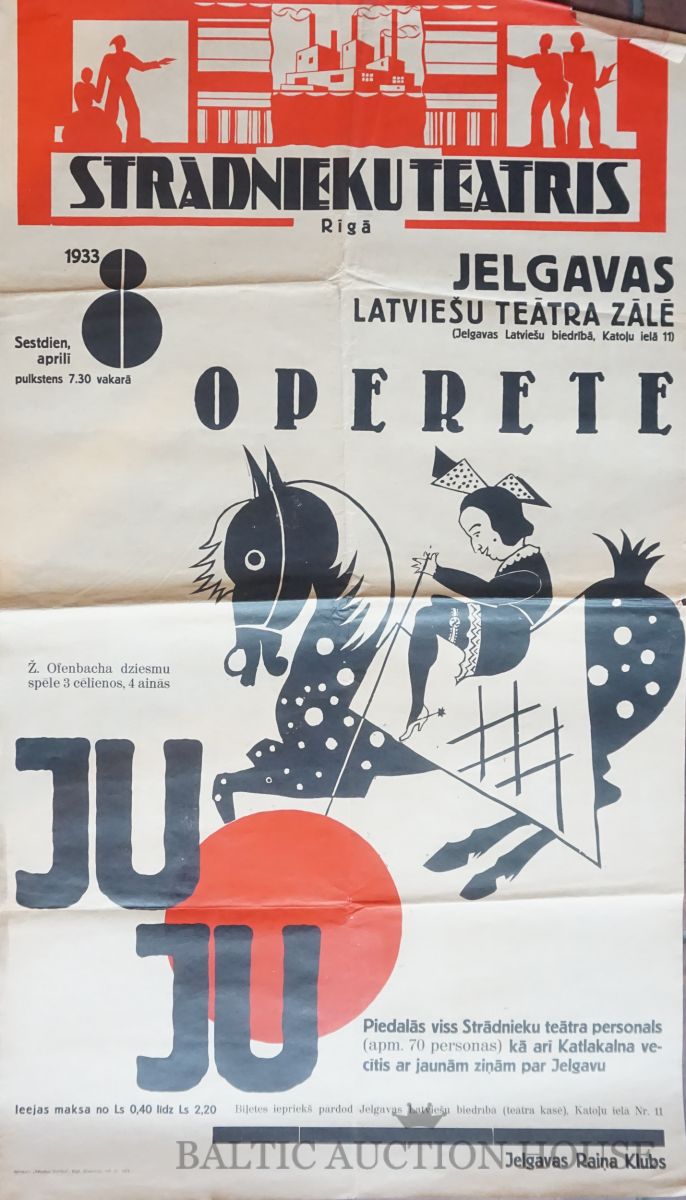 STRĀDNIEKU TEATRIS
Rīgā
1933
8
Sestdien,
aprilī
pulkstens 7.30 vakarā
JELGAVAS
LATVIEŠU TEĀTRA ZĀLĒ
(Jelgavas Latviešu biedrībā, Katoļu ielā 11)
OPERETE
Ž. Ofenbacha dziesmu
spēle 3 cēlienos, 4 ainās
JU
JU
Piedalās viss Strādnieku teātra personals
(apm. 70 personas) kā arī Katlakalna ve-
cītis ar jaunām ziņām par Jelgavu
Ieejas maksa no Ls 0,40 līdz Ls 2,20
Biļetes iepriekš pārdod Jelgavas Latviešu biedrībā (teātra kasē), Katoļu ielā Nr. 11
BALTIC AUCTION HOUSE
Jelgavas Raiņa Klubs